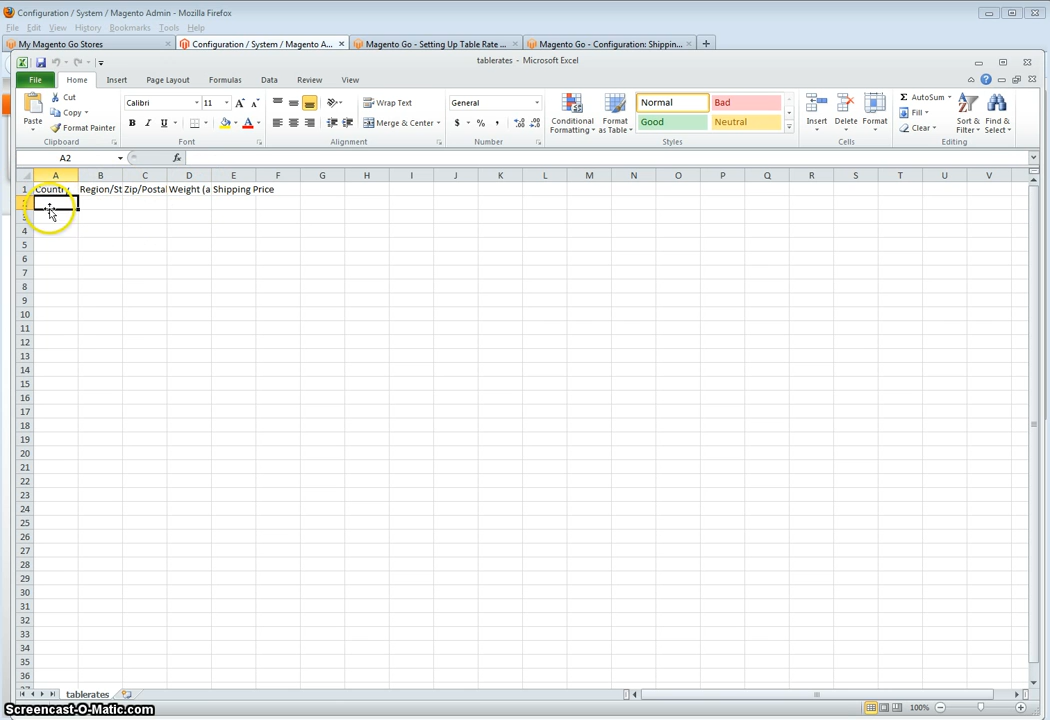 Configuration / System / Magento Admin - Mozilla Firefox
File Edit View History Bookmarks Tools Help
My Magento Go Stores × Configuration / System / Magento A... × Magento Go - Setting Up Table Rate ... × Magento Go - Configuration: Shippin... × +
tablerates - Microsoft Excel
File Home Insert Page Layout Formulas Data Review View
Paste Cut Copy Format Painter
Calibri 11 A A
B I U A
Wrap Text
Merge & Center
General
$ % , .0 .00
Conditional Formatting Format as Table
Normal Bad
Good Neutral
Insert Delete Format
AutoSum Fill Clear
Sort & Filter Find & Select
Clipboard Font Alignment Number Styles Cells Editing
A2 fx
A B C D E F G H I J K L M N O P Q R S T U V
1 Country Region/St Zip/Postal Weight (a Shipping Price
2
3
4
5
6
7
8
9
10
11
12
13
14
15
16
17
18
19
20
21
22
23
24
25
26
27
28
29
30
31
32
33
34
35
36
tablerates
100%
Screencast-O-Matic.com